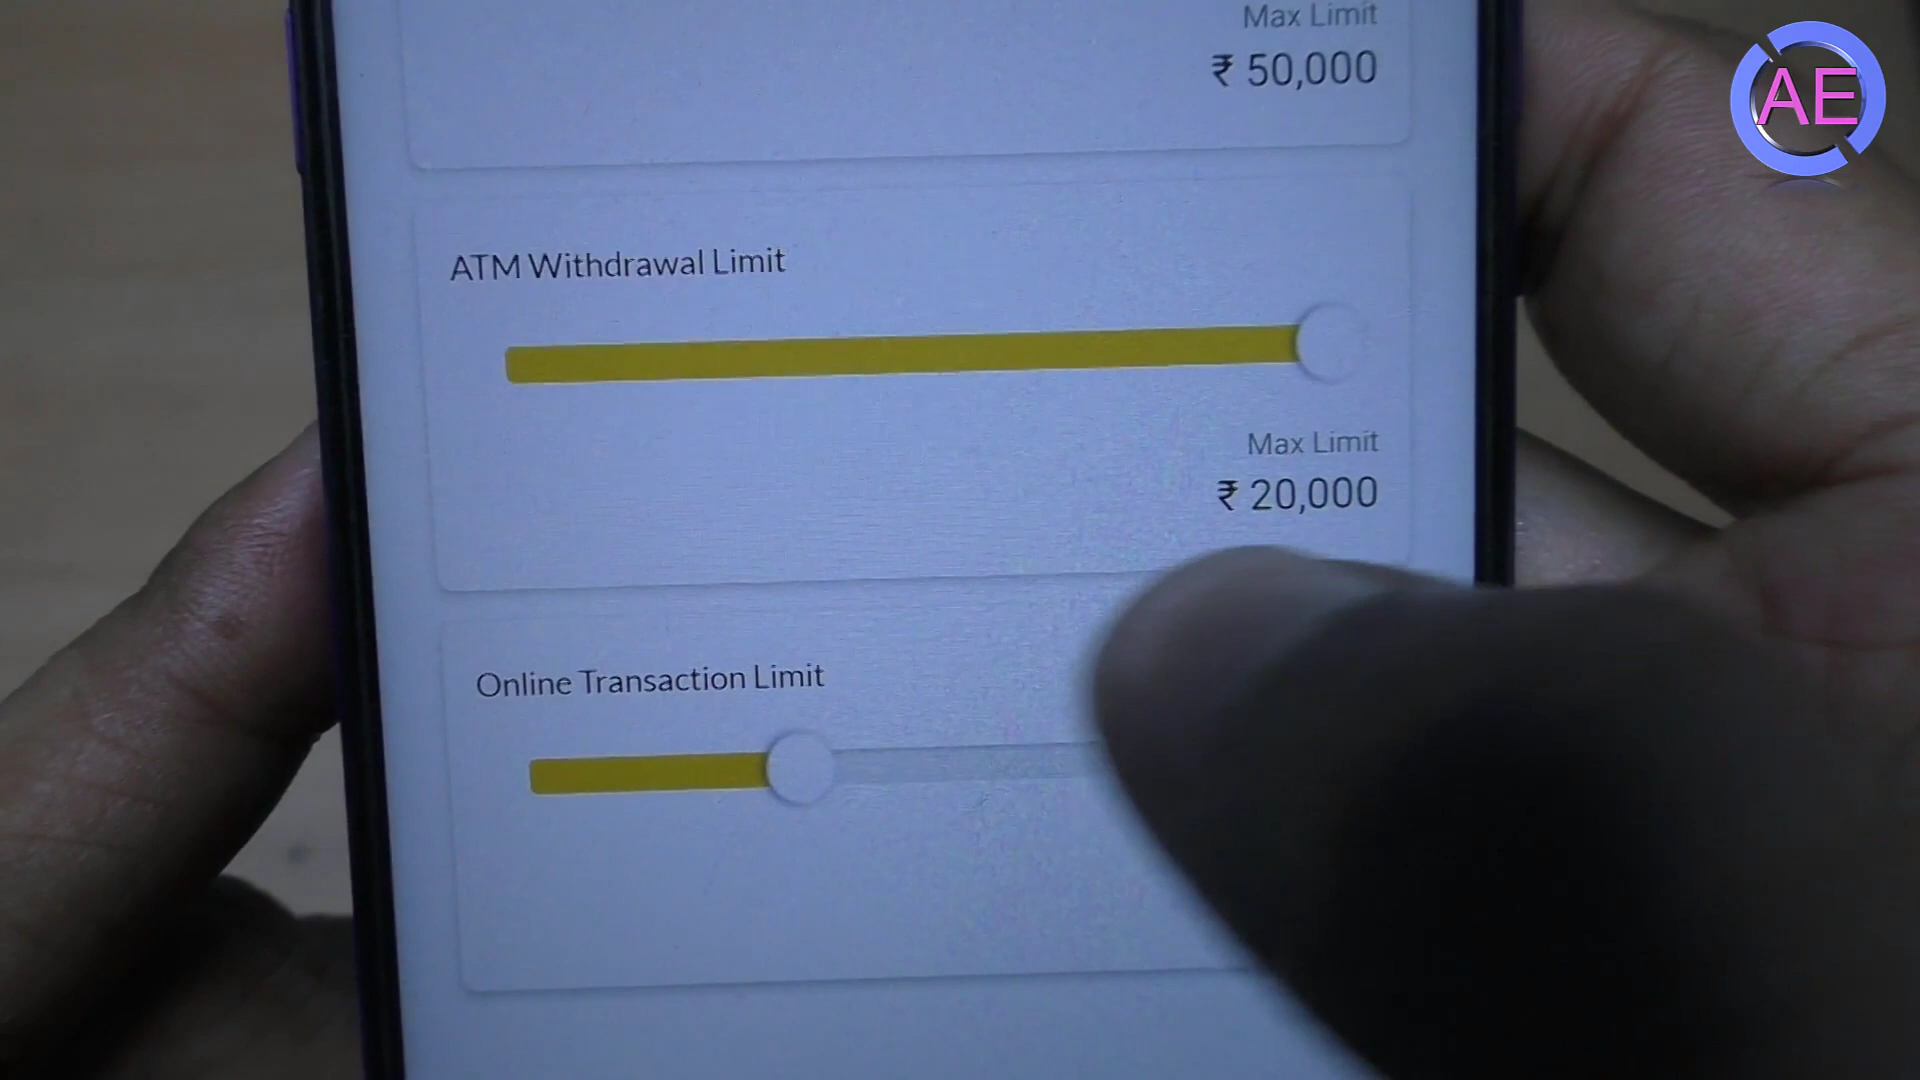 Max Limit
₹ 50,000
AE
ATM Withdrawal Limit
Max Limit
₹ 20,000
Online Transaction Limit